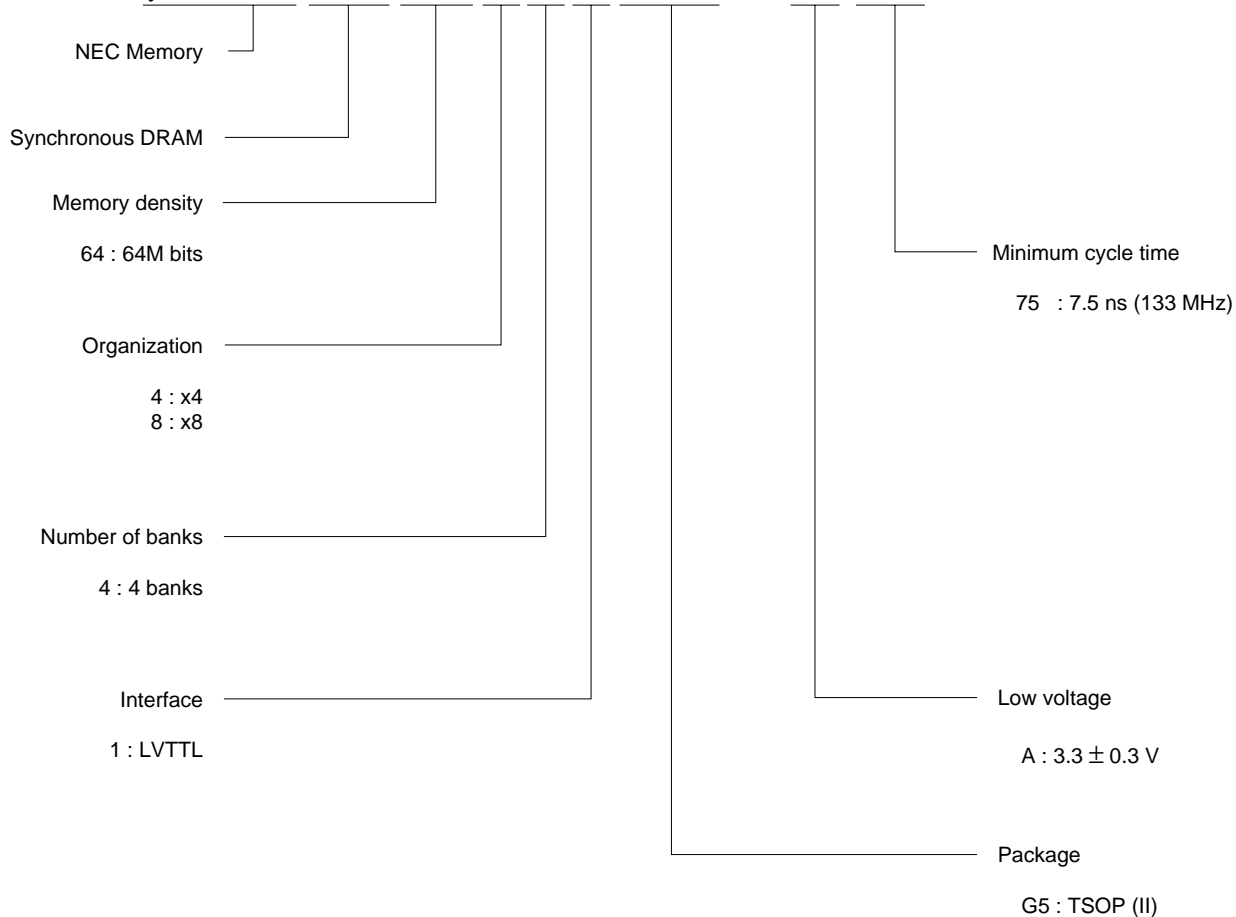 NEC Memory
Synchronous DRAM
Memory density
64 : 64M bits
Minimum cycle time
75 : 7.5 ns (133 MHz)
Organization
4 : x4
8 : x8
Number of banks
4 : 4 banks
Interface
1 : LVTTL
Low voltage
A : 3.3 ± 0.3 V
Package
G5 : TSOP (II)